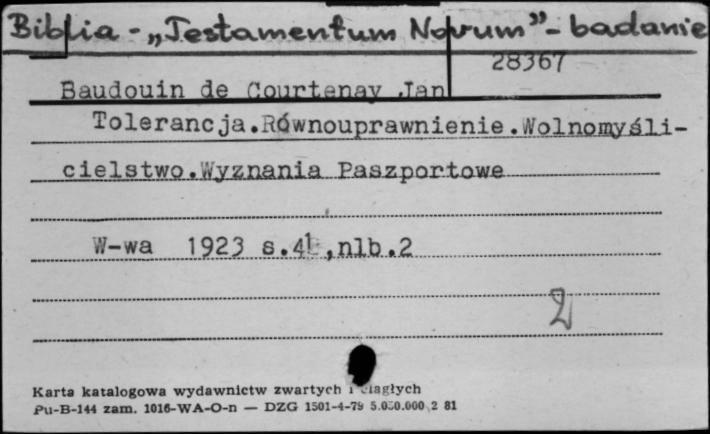 Biblia - „Testamentum Novum” - badanie
28367
Baudouin de Courtenay Jan
Tolerancja.Równouprawnienie.Wolnomyśli-
cielstwo.Wyznania Paszportowe
W-wa 1923 s.4 ,nlb.2
2
Karta katalogowa wydawnictw zwartych i ciągłych
Pu-B-144 zam. 1016-WA-O-n — DZG 1501-4-79 5.000.000 2 81